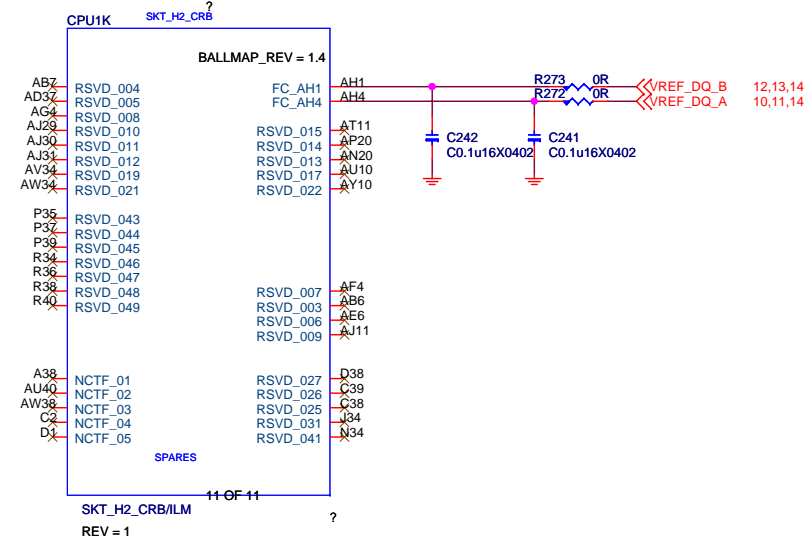 ?
CPU1K
SKT_H2_CRB
BALLMAP_REV = 1.4
AB7 RSVD_004 FC_AH1 AH1 R273 0R VREF_DQ_B 12,13,14
AD37 RSVD_005 FC_AH4 AH4 R272 0R VREF_DQ_A 10,11,14
AG4 RSVD_008
AJ29 RSVD_010 RSVD_015 AT11
AJ30 RSVD_011 RSVD_014 AP20
AJ31 RSVD_012 RSVD_013 AN20
AV34 RSVD_019 RSVD_017 AU10
AW34 RSVD_021 RSVD_022 AY10
C242 C241
C0.1u16X0402 C0.1u16X0402
P35 RSVD_043
P37 RSVD_044
P39 RSVD_045
R34 RSVD_046
R36 RSVD_047
R38 RSVD_048 RSVD_007 AF4
R40 RSVD_049 RSVD_003 AB6
RSVD_006 AE6
RSVD_009 AJ11
A38 NCTF_01 RSVD_027 D38
AU40 NCTF_02 RSVD_026 C39
AW38 NCTF_03 RSVD_025 C38
C2 NCTF_04 RSVD_031 J34
D1 NCTF_05 RSVD_041 N34
SPARES
11 OF 11
SKT_H2_CRB/ILM
?
REV = 1